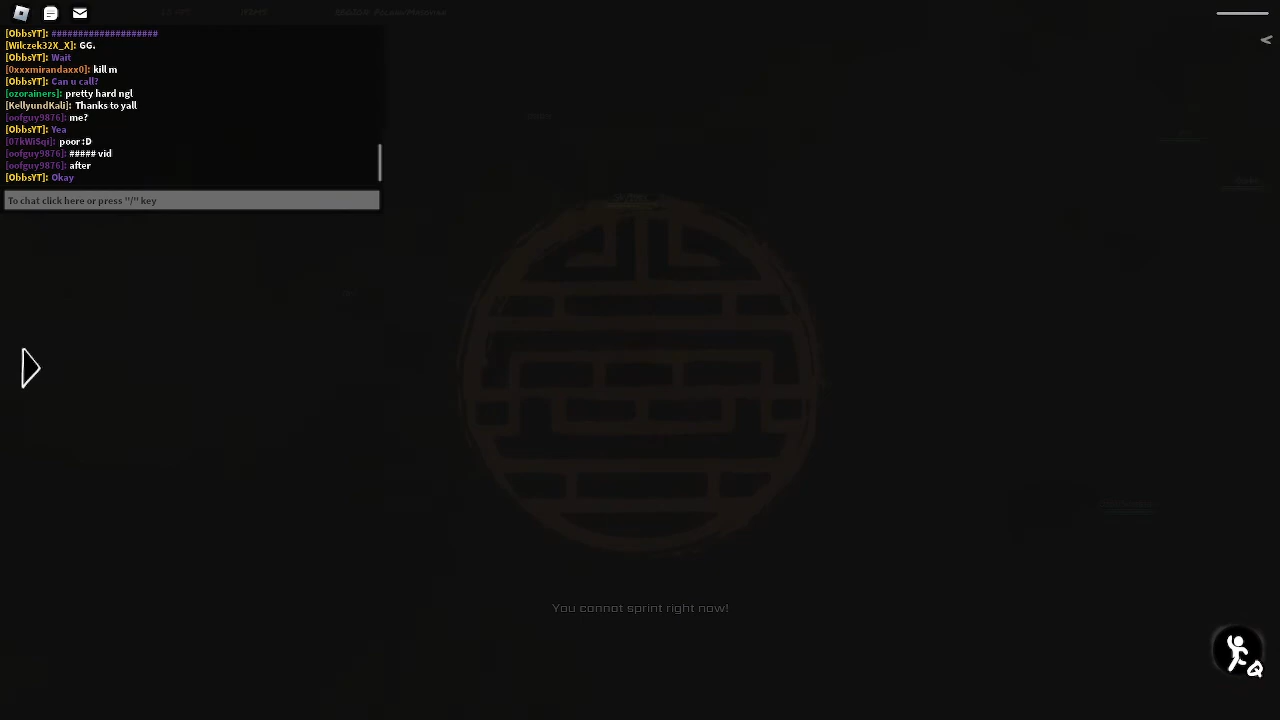 [ObbsYT]: ####################
[Wilczek32X_X]: GG.
[ObbsYT]: Wait
[0xxxmirandaxx0]: kill m
[ObbsYT]: Can u call?
[ozorainers]: pretty hard ngl
[KellyundKali]: Thanks to yall
[oofguy9876]: me?
[ObbsYT]: Yea
[07kWiSqi]: poor :D
[oofguy9876]: ##### vid
[oofguy9876]: after
[ObbsYT]: Okay
To chat click here or press "/" key
<
You cannot sprint right now!
Q